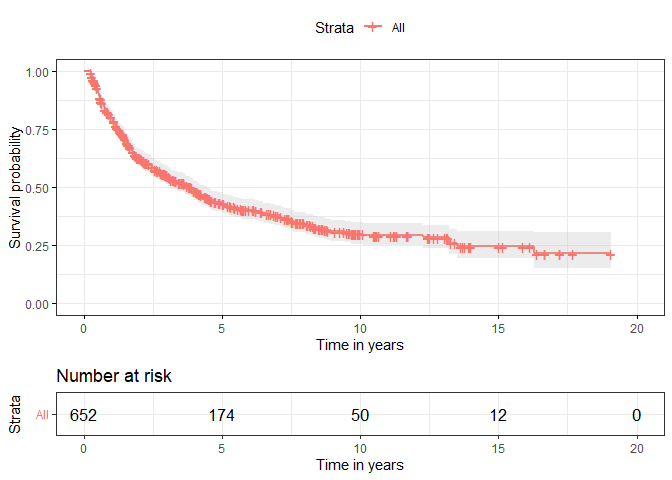 Strata All
Survival probability
1.00
0.75
0.50
0.25
0.00
0 5 10 15 20
Time in years
Number at risk
Strata
All 652 174 50 12 0
0 5 10 15 20
Time in years